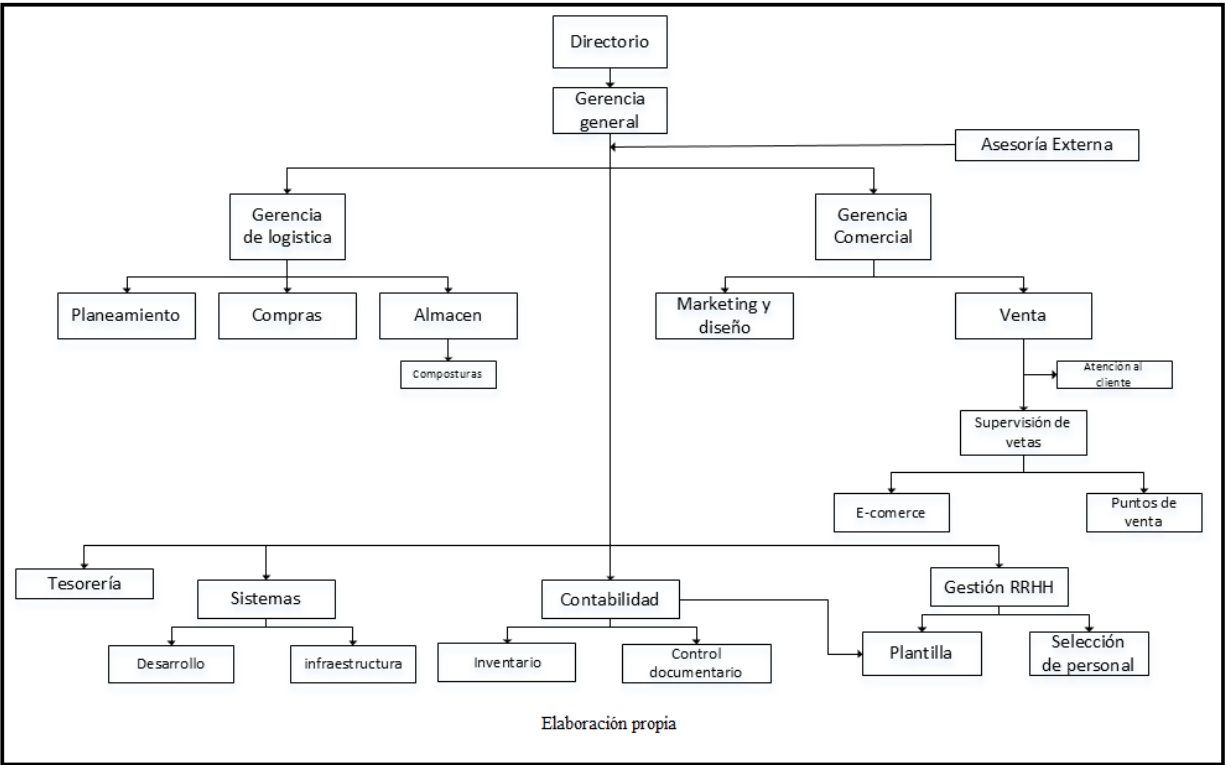 Directorio
Gerencia
general
Asesoría Externa
Gerencia
de logistica
Gerencia
Comercial
Planeamiento
Compras
Almacen
Marketing y
diseño
Venta
Composturas
Atención al
cliente
Supervisión de
vetas
E-comerce
Puntos de
venta
Tesorería
Sistemas
Contabilidad
Gestión RRHH
Desarrollo
infraestructura
Inventario
Control
documentario
Plantilla
Selección
de personal
Elaboración propia